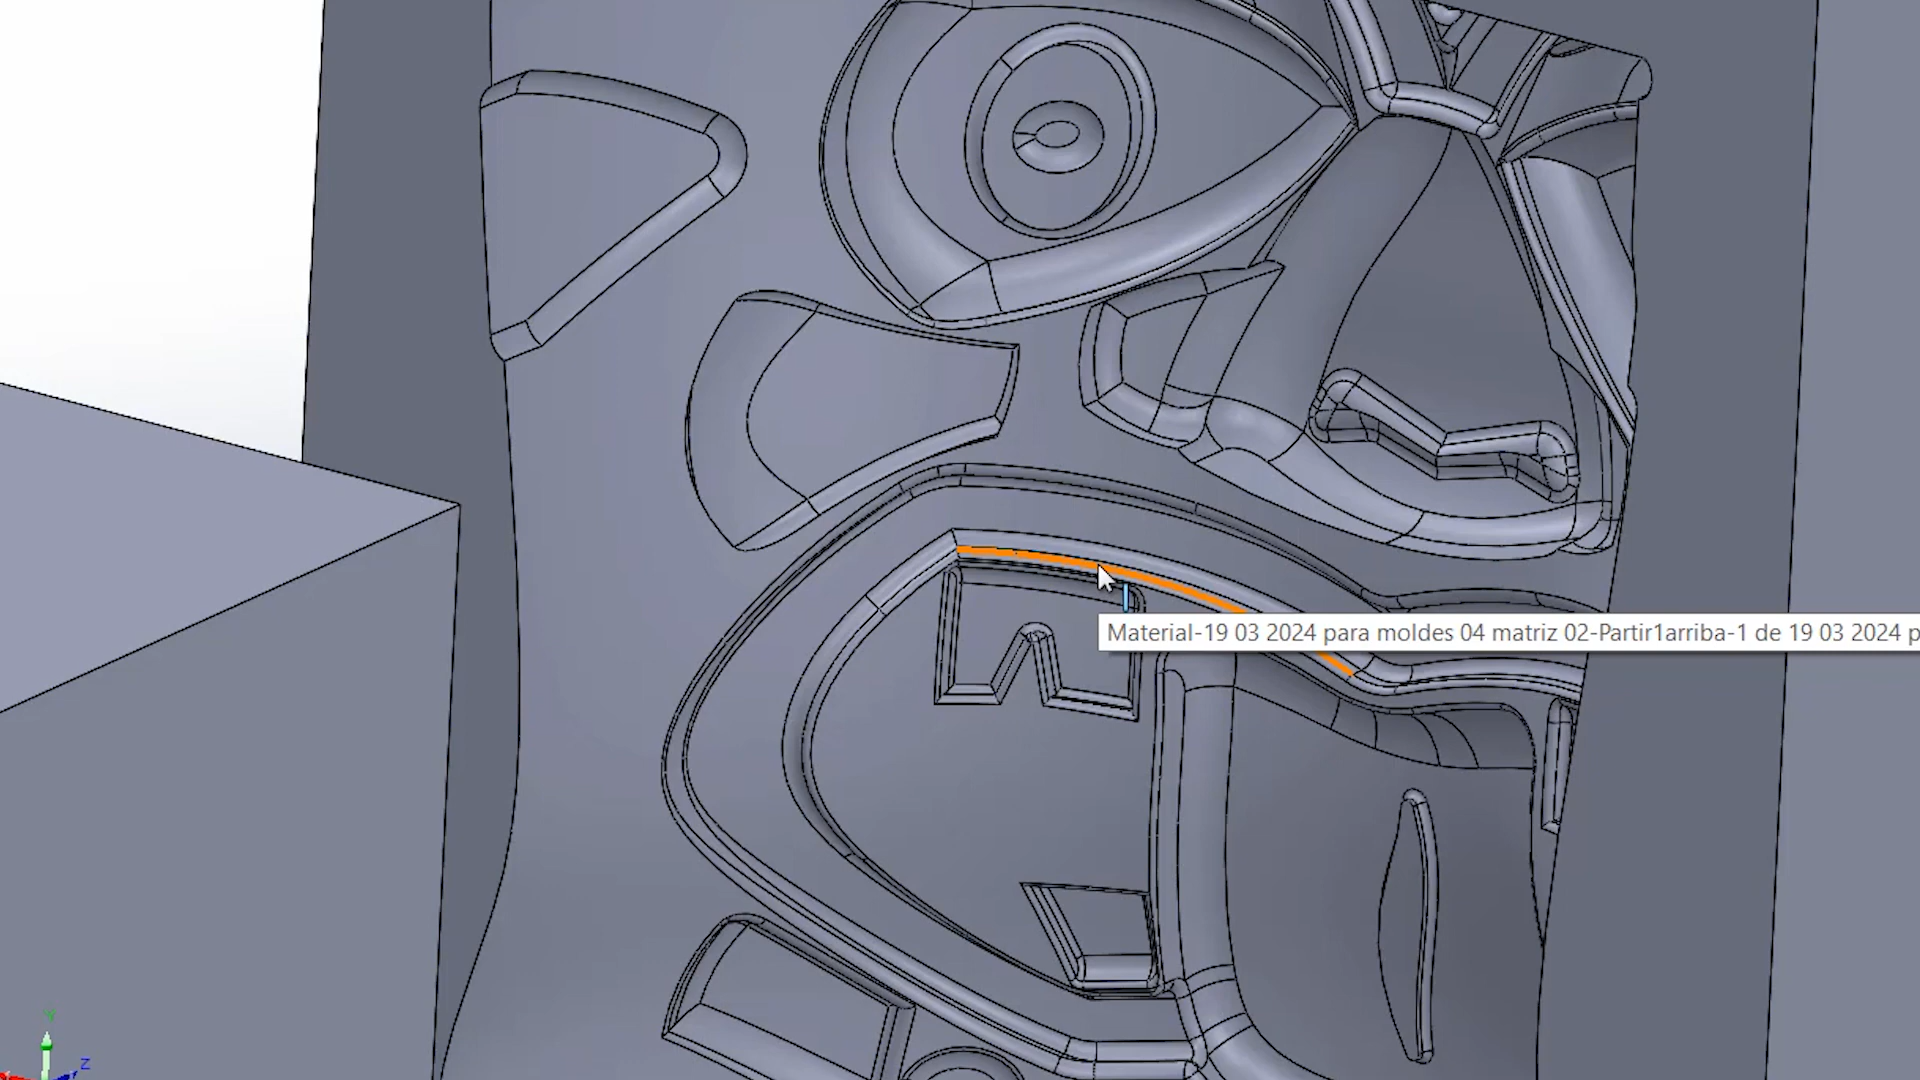 Material-19 03 2024 para moldes 04 matriz 02-Partir1arriba-1 de 19 03 2024 p
Y
Z